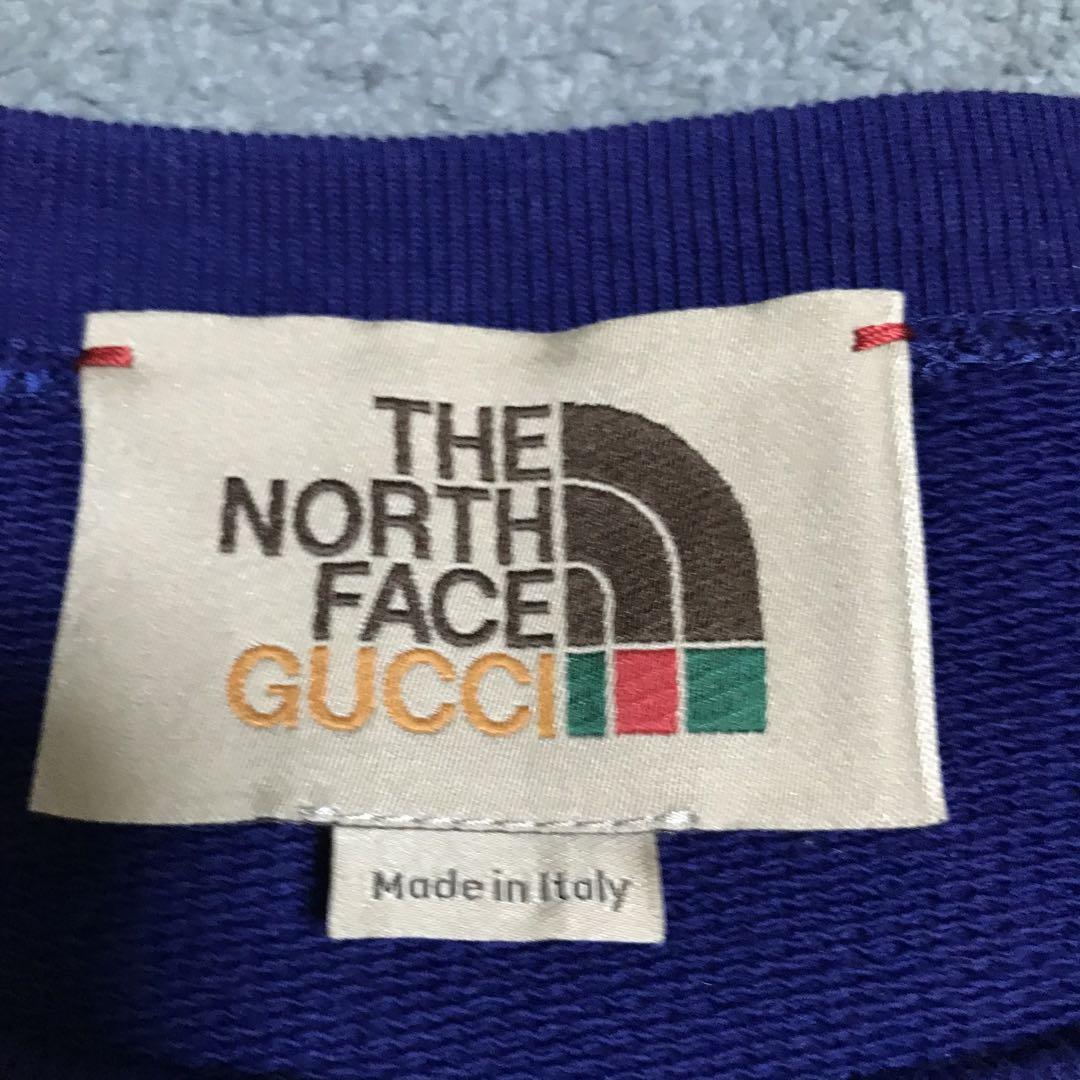 THE
NORTH
FACE
GUCCI
Made in Italy